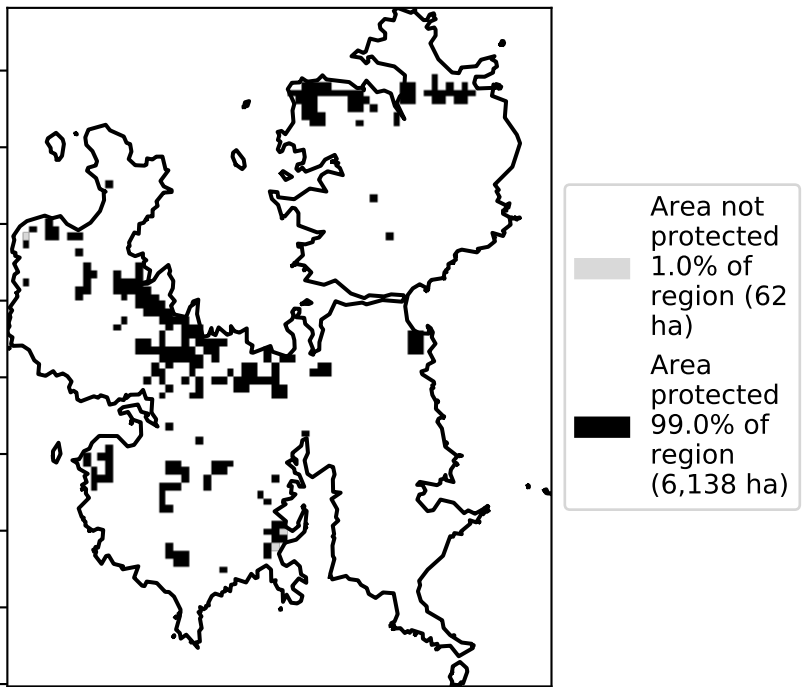 Area not
protected
1.0% of
region (62
ha)
Area
protected
99.0% of
region
(6,138 ha)